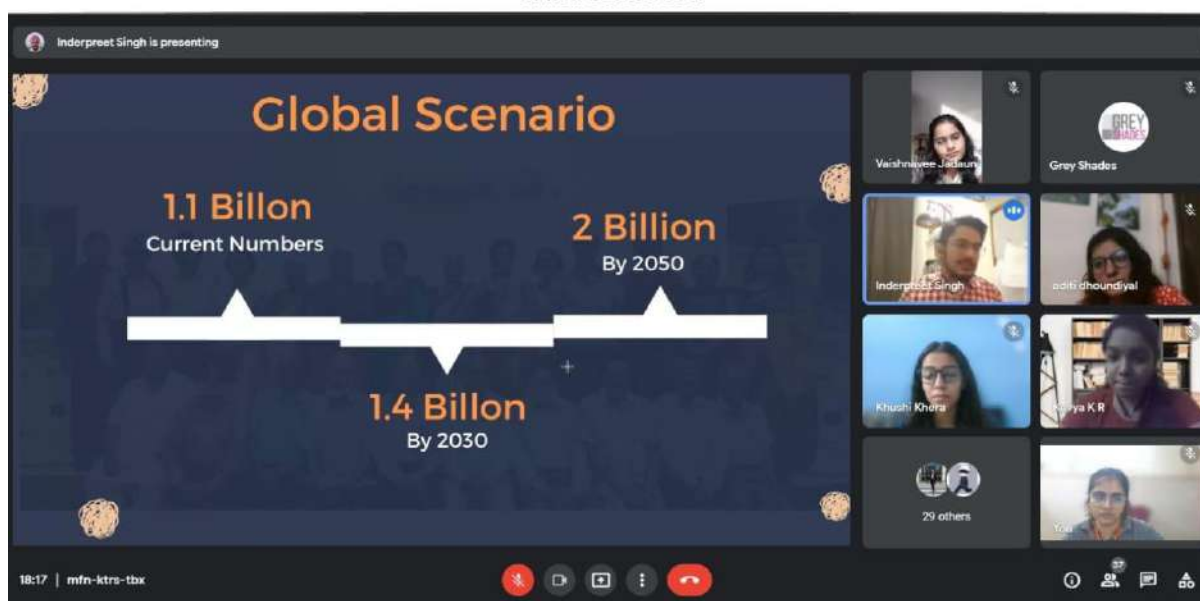 Inderpreet Singh is presenting
Global Scenario
1.1 Billon
Current Numbers
2 Billion
By 2050
1.4 Billon
By 2030
Vaishnavee Jadaun
GREY
SHADES
Grey Shades
Inderpreet Singh
aditi dhoundiyal
Khushi Khera
K R
29 others
You
18:17 | mfn-ktrs-tbx
37